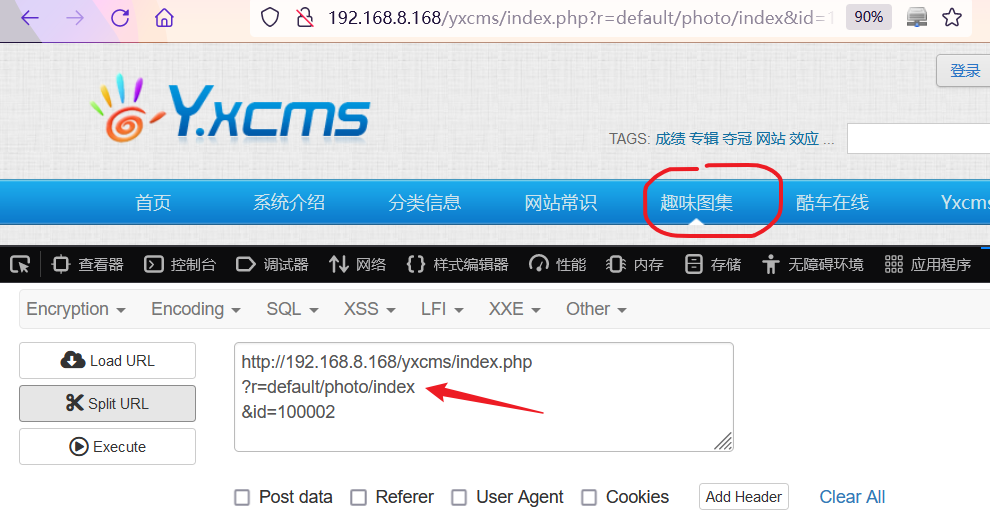 192.168.8.168/yxcms/index.php?r=default/photo/index&id=1
90%
登录
Y.xcms
TAGS: 成绩 专辑 夺冠 网站 效应 ...
首页 系统介绍 分类信息 网站常识 趣味图集 酷车在线 Yxcms
查看器 控制台 调试器 网络 样式编辑器 性能 内存 存储 无障碍环境 应用程序
Encryption Encoding SQL XSS LFI XXE Other
Load URL
Split URL
Execute
http://192.168.8.168/yxcms/index.php
?r=default/photo/index
&id=100002
Post data Referer User Agent Cookies Add Header Clear All